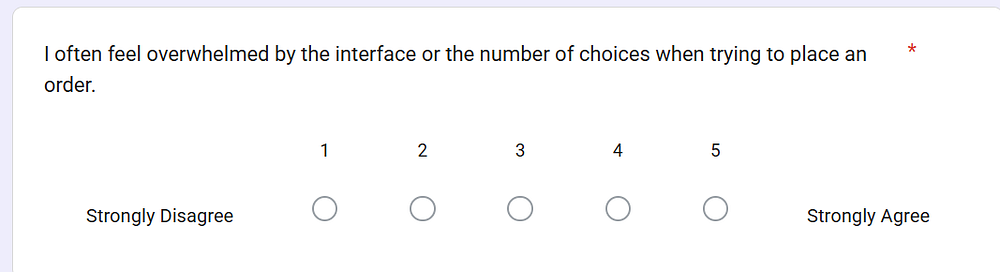 I often feel overwhelmed by the interface or the number of choices when trying to place an *
order.
1 2 3 4 5
Strongly Disagree Strongly Agree